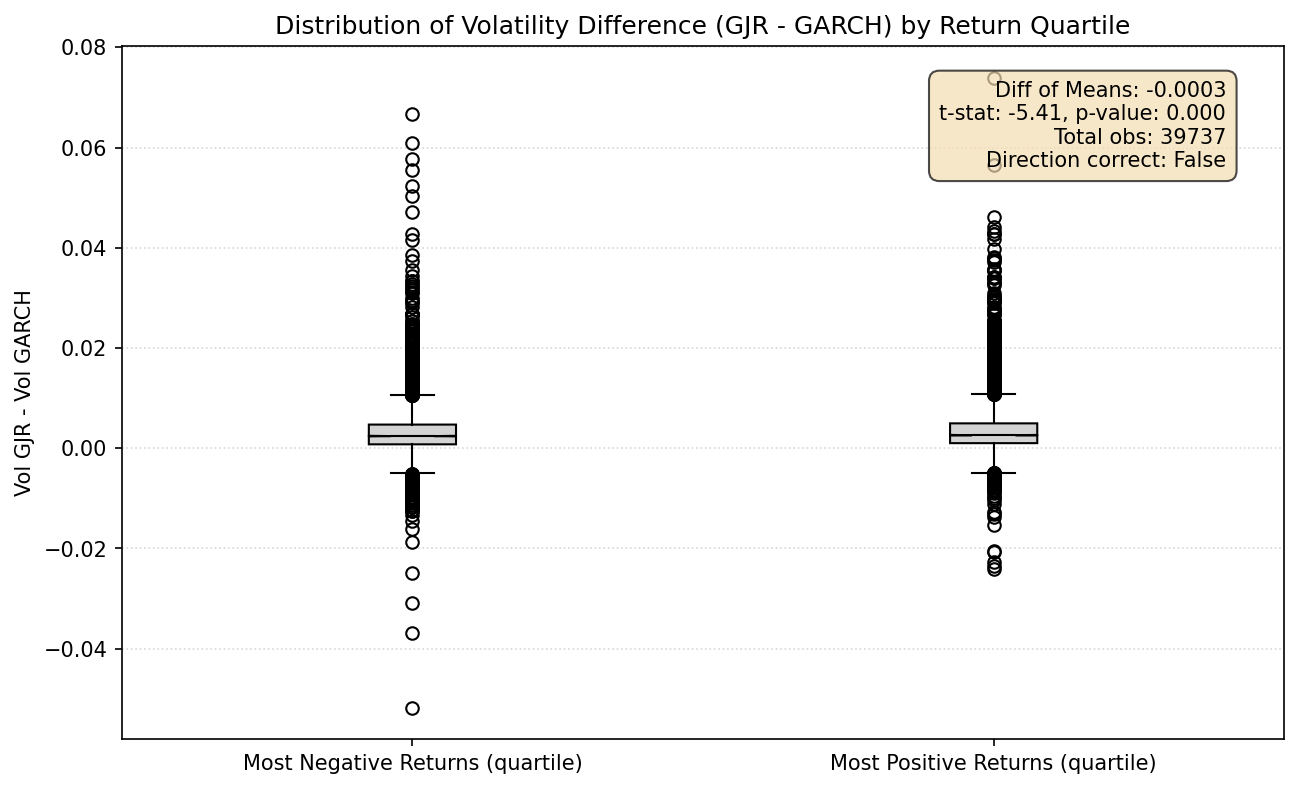 Distribution of Volatility Difference (GJR - GARCH) by Return Quartile
0.08
0.06
0.04
0.02
0.00
−0.02
−0.04
Vol GJR - Vol GARCH
Diff of Means: -0.0003
t-stat: -5.41, p-value: 0.000
Total obs: 39737
Direction correct: False
Most Negative Returns (quartile)
Most Positive Returns (quartile)